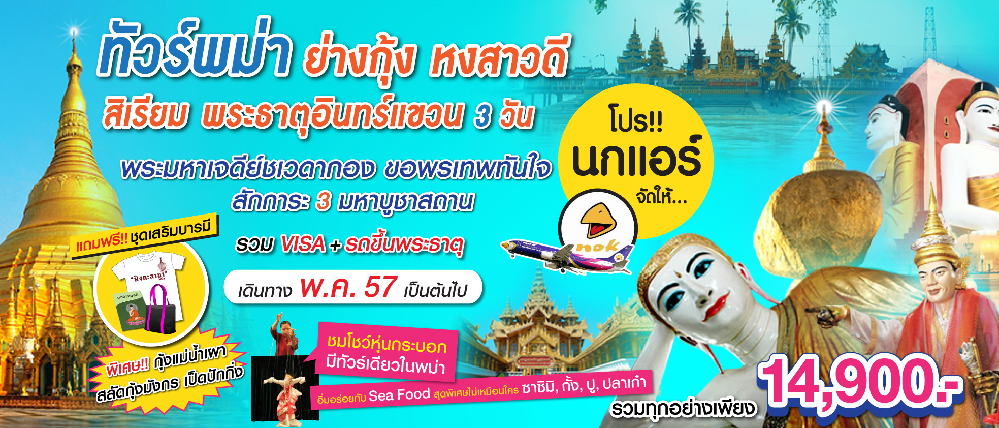 ทัวร์พม่า ย่างกุ้ง หงสาวดี
สิเรียม พระธาตุอินทร์แขวน 3 วัน
พระมหาเจดีย์ชเวดากอง ขอพรเทพทันใจ
สักการะ 3 มหาบูชาสถาน
รวม VISA + รถขึ้นพระธาตุ
เดินทาง พ.ค. 57 เป็นต้นไป
โปร!!
นกแอร์
จัดให้...
nok
nok
แถมฟรี!! ชุดเสริมบารมี
"มิงกะลาบา"
พม่า
บทสวดมนต์
พิเศษ!! กุ้งแม่น้ำเผา
สลัดกุ้งมังกร เป็ดปักกิ่ง
ชมโชว์หุ่นกระบอก
มีทัวร์เดียวในพม่า
อิ่มอร่อยกับ Sea Food สุดพิเศษไม่เหมือนใคร ซาซิมิ, กั้ง, ปู, ปลาเก๋า
รวมทุกอย่างเพียง 14,900.-